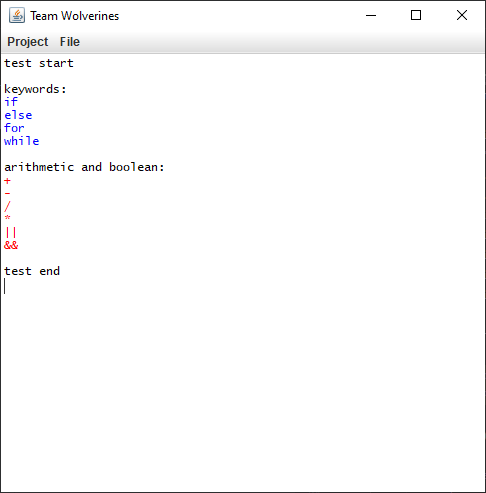 Team Wolverines
Project File
test start
keywords:
if
else
for
while
arithmetic and boolean:
+
-
/
*
||
&&
test end